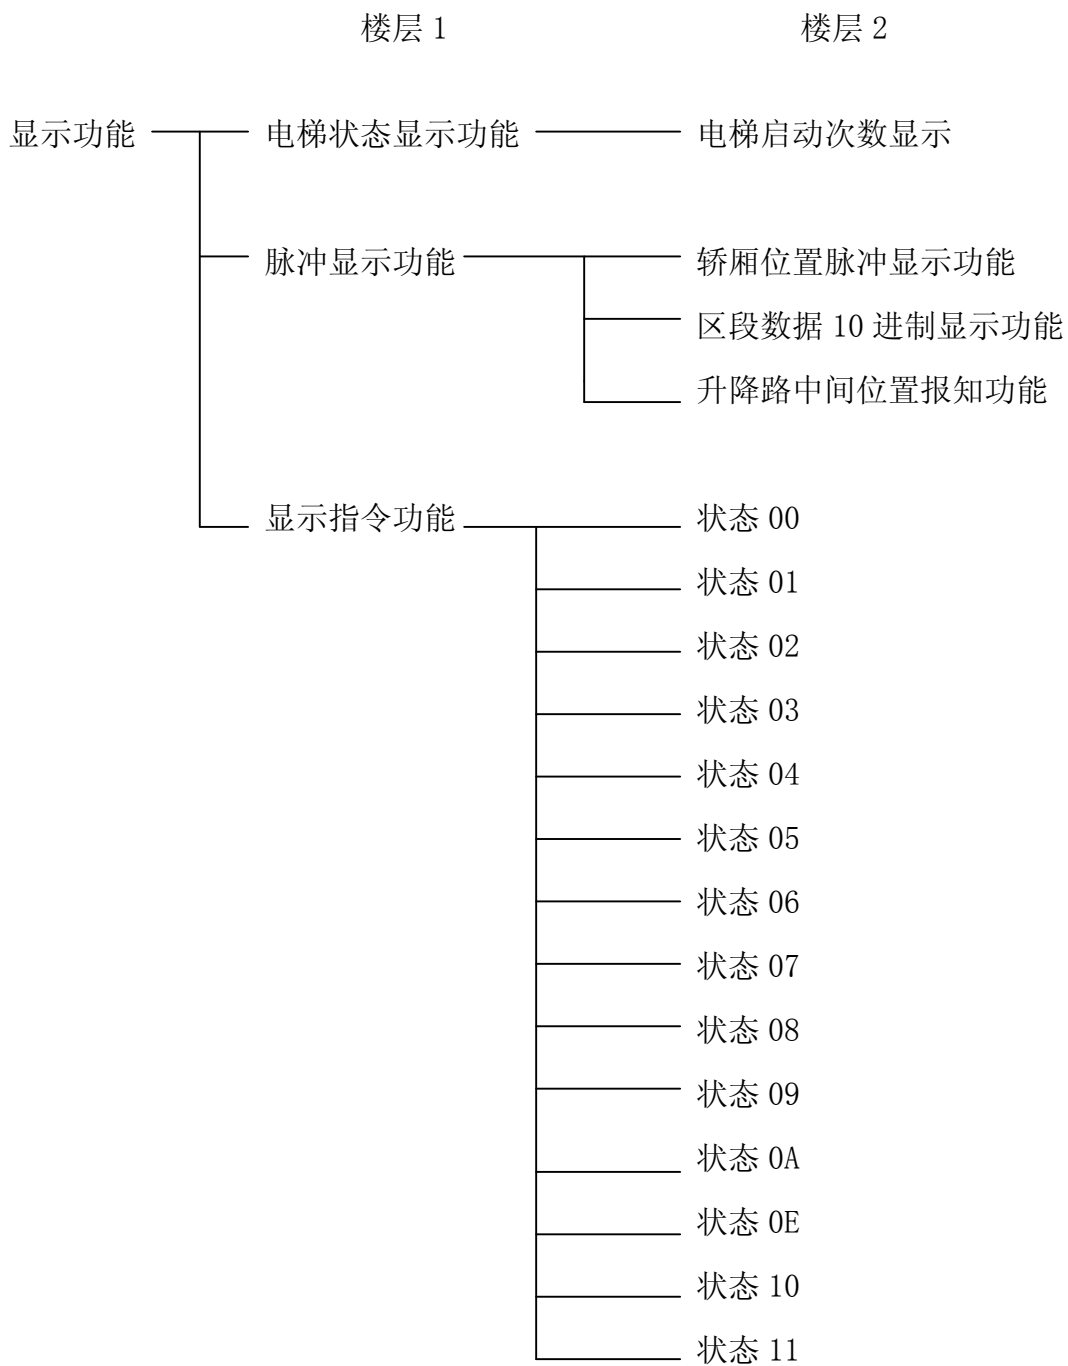 楼层 1 楼层 2
显示功能 电梯状态显示功能 电梯启动次数显示
脉冲显示功能 轿厢位置脉冲显示功能
区段数据 10 进制显示功能
升降路中间位置报知功能
显示指令功能 状态 00
状态 01
状态 02
状态 03
状态 04
状态 05
状态 06
状态 07
状态 08
状态 09
状态 0A
状态 0E
状态 10
状态 11